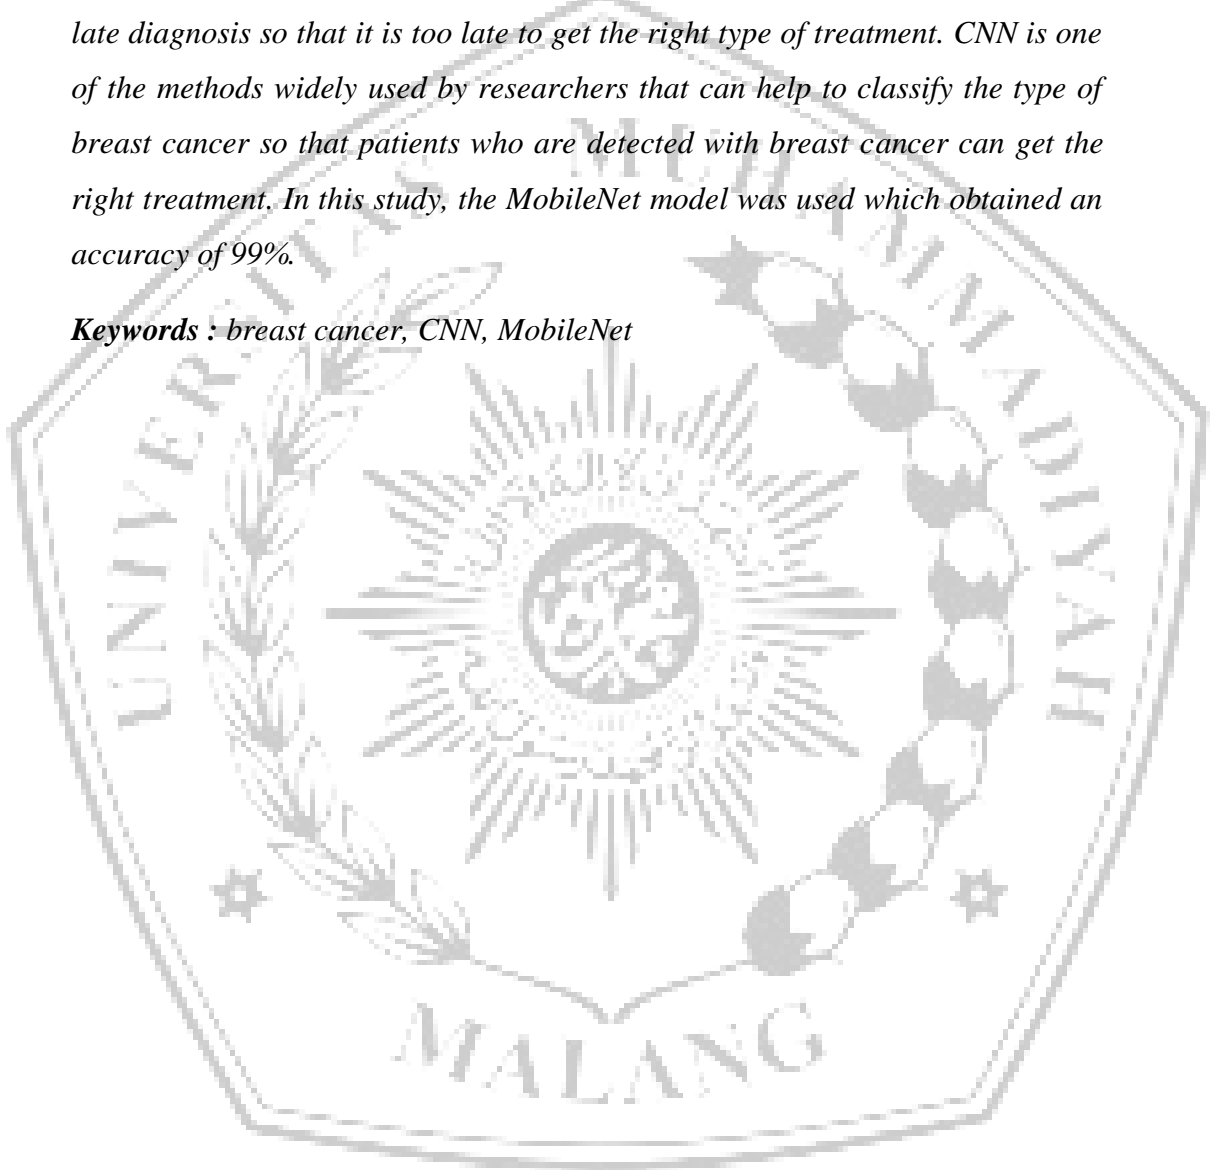 late diagnosis so that it is too late to get the right type of treatment. CNN is one
of the methods widely used by researchers that can help to classify the type of
breast cancer so that patients who are detected with breast cancer can get the
right treatment. In this study, the MobileNet model was used which obtained an
accuracy of 99%.
Keywords : breast cancer, CNN, MobileNet
UNIVERSITAS MUHAMMADIYAH
MALANG